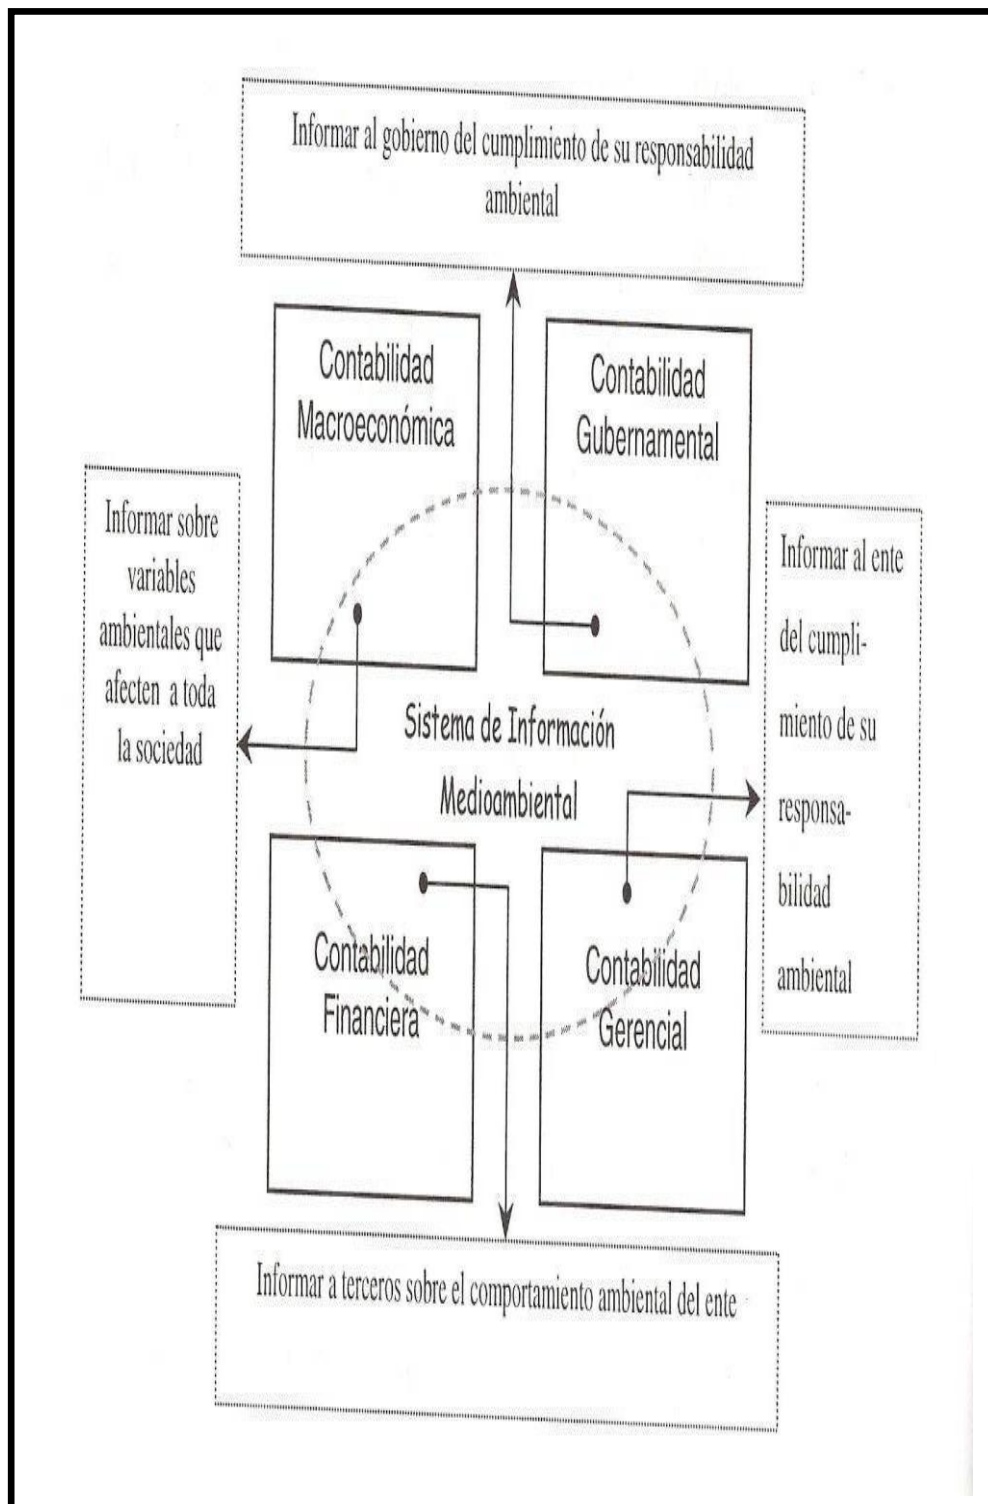 Informar al gobierno del cumplimiento de su responsabilidad
ambiental
Contabilidad
Macroeconómica
Contabilidad
Gubernamental
Informar sobre
variables
ambientales que
afecten a toda
la sociedad
Informar al ente
del cumpli-
miento de su
responsa-
bilidad
ambiental
Sistema de Información
Medioambiental
Contabilidad
Financiera
Contabilidad
Gerencial
Informar a terceros sobre el comportamiento ambiental del ente